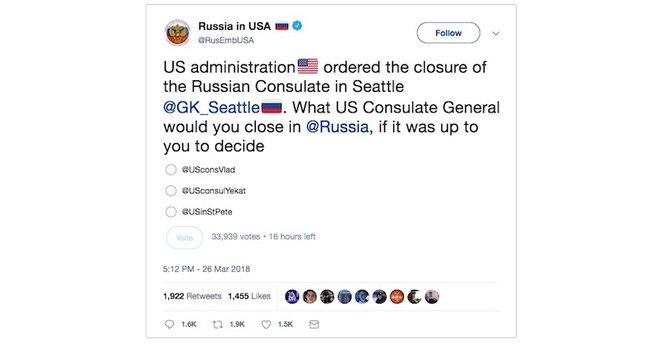 Russia in USA
@RusEmbUSA
Follow
US administration ordered the closure of
the Russian Consulate in Seattle
@GK_Seattle. What US Consulate General
would you close in @Russia, if it was up to
you to decide
@USconsVlad
@USconsulYekat
@USinStPete
Vote 33,939 votes • 16 hours left
5:12 PM - 26 Mar 2018
1,922 Retweets 1,455 Likes
1.6K 1.9K 1.5K